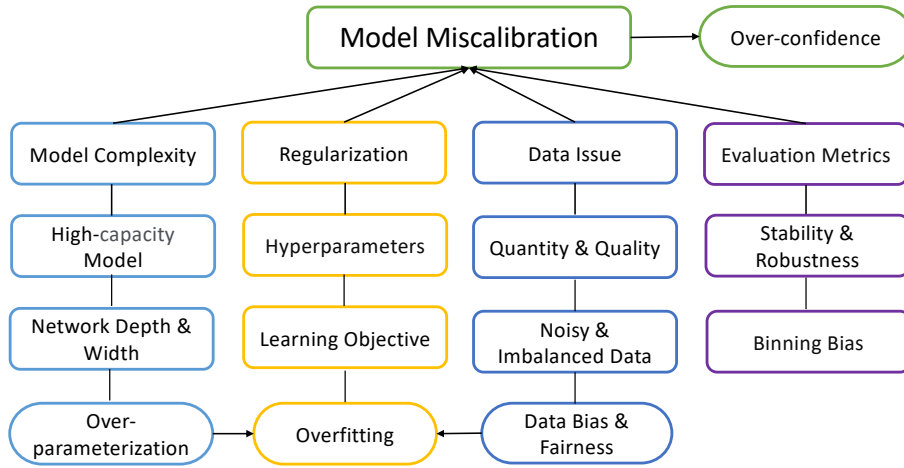 Model Miscalibration
Over-confidence
Model Complexity
Regularization
Data Issue
Evaluation Metrics
High-capacity
Model
Hyperparameters
Quantity & Quality
Stability &
Robustness
Network Depth &
Width
Learning Objective
Noisy &
Imbalanced Data
Binning Bias
Over-
parameterization
Overfitting
Data Bias &
Fairness